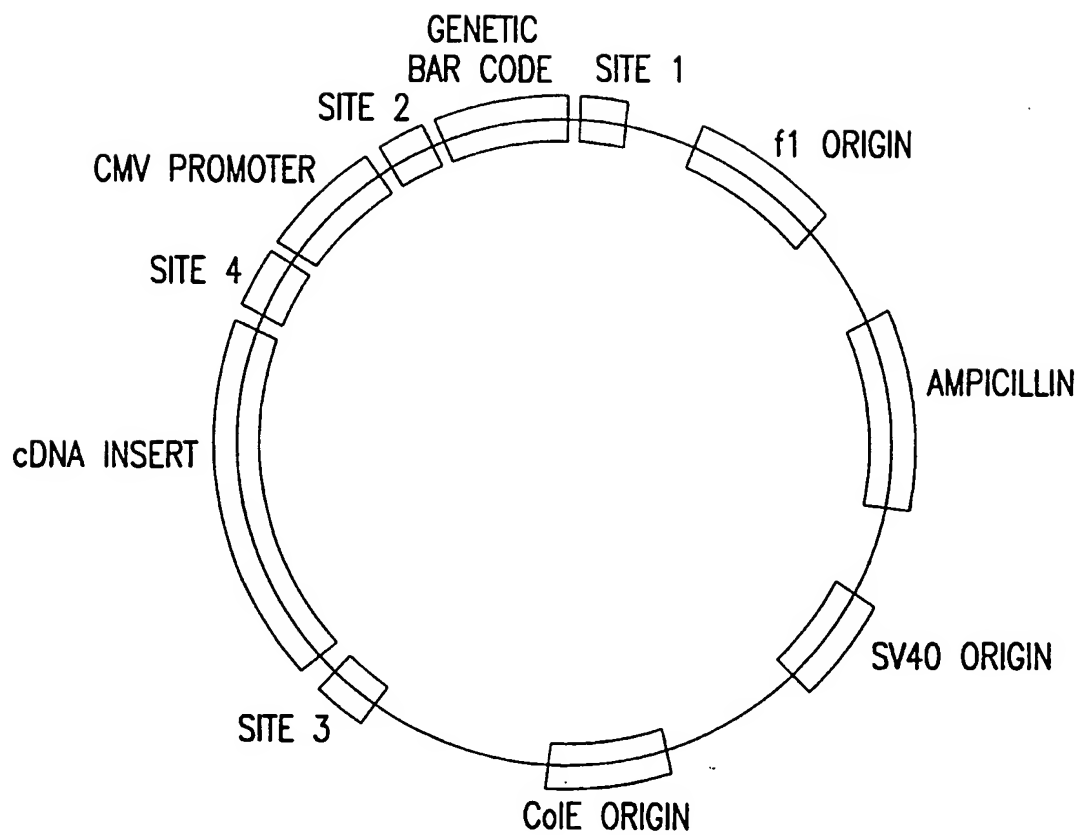 GENETIC
BAR CODE
SITE 1
SITE 2
f1 ORIGIN
CMV PROMOTER
SITE 4
AMPICILLIN
cDNA INSERT
SV40 ORIGIN
SITE 3
ColE ORIGIN